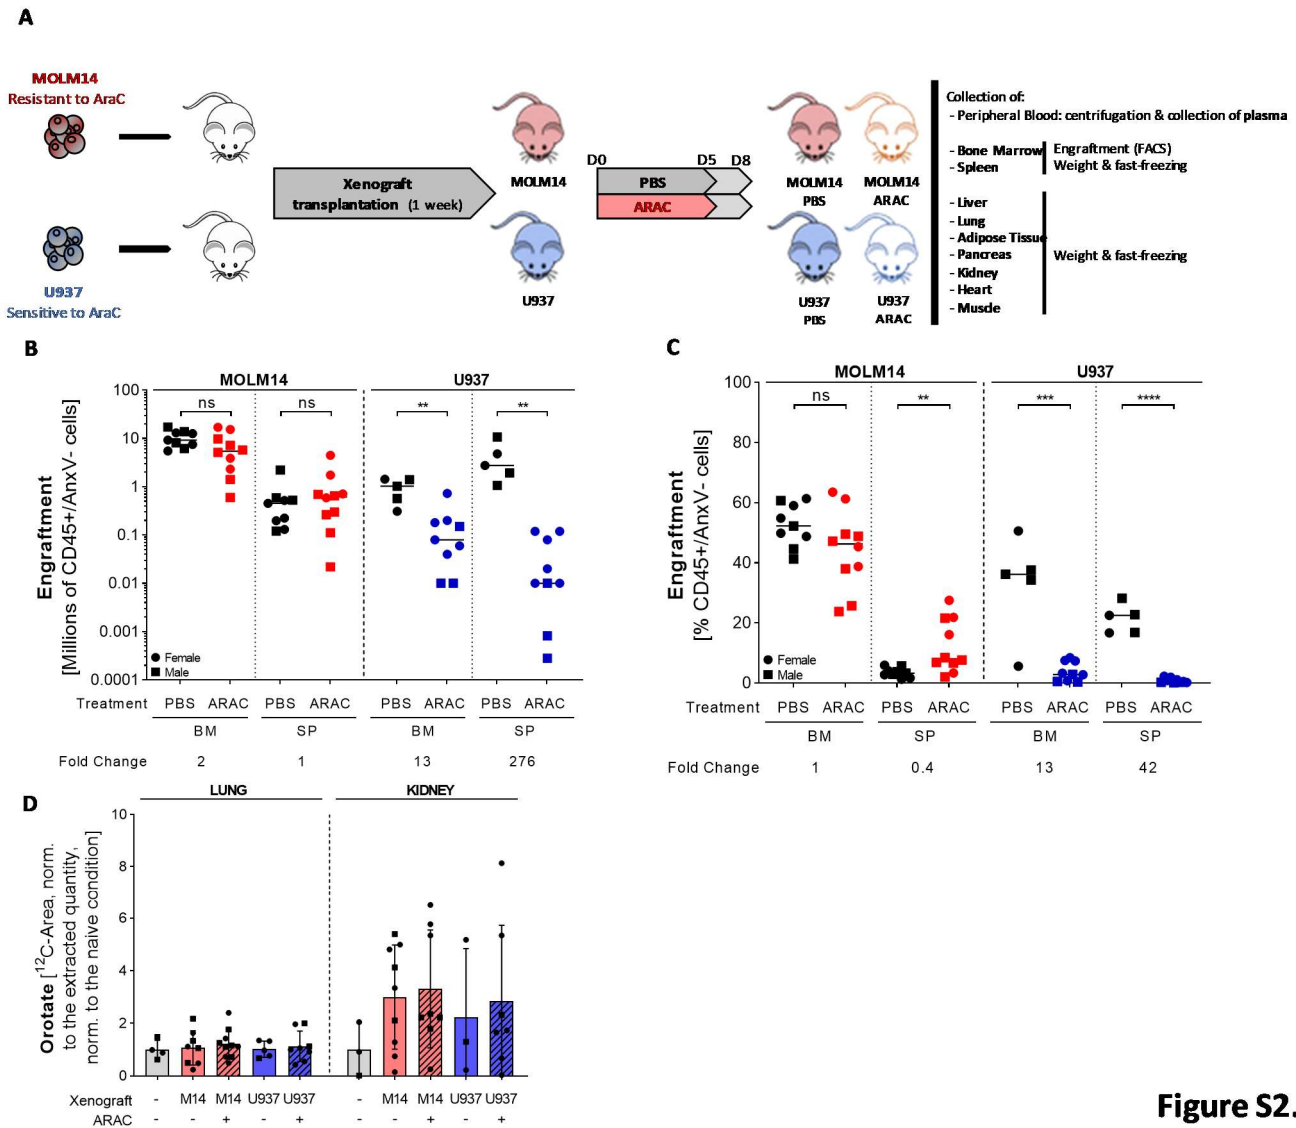 A
MOLM14
Resistant to AraC
U937
Sensitive to AraC
Xenograft
transplantation (1 week)
MOLM14
U937
D0 D5 D8
PBS
ARAC
MOLM14
PBS
MOLM14
ARAC
U937
PBS
U937
ARAC
Collection of:
- Peripheral Blood: centrifugation & collection of plasma
- Bone Marrow
- Spleen
Engraftment (FACS)
Weight & fast-freezing
- Liver
- Lung
- Adipose Tissue
- Pancreas
- Kidney
- Heart
- Muscle
Weight & fast-freezing
B
MOLM14 U937
Engraftment
[Millions of CD45+/AnxV- cells]
100
10
1
0.1
0.01
0.001
0.0001
ns ns ** **
Female
Male
Treatment PBS ARAC PBS ARAC PBS ARAC PBS ARAC
BM SP BM SP
Fold Change 2 1 13 276
C
MOLM14 U937
Engraftment
[% CD45+/AnxV- cells]
100
80
60
40
20
0
ns ** *** ****
Female
Male
Treatment PBS ARAC PBS ARAC PBS ARAC PBS ARAC
BM SP BM SP
Fold Change 1 0.4 13 42
D
LUNG KIDNEY
Orotate [12C-Area, norm.
to the extracted quantity,
norm. to the naive condition]
10
8
6
4
2
0
Xenograft - M14 M14 U937 U937 - M14 M14 U937 U937
ARAC - - + - + - - + - +
Figure S2.